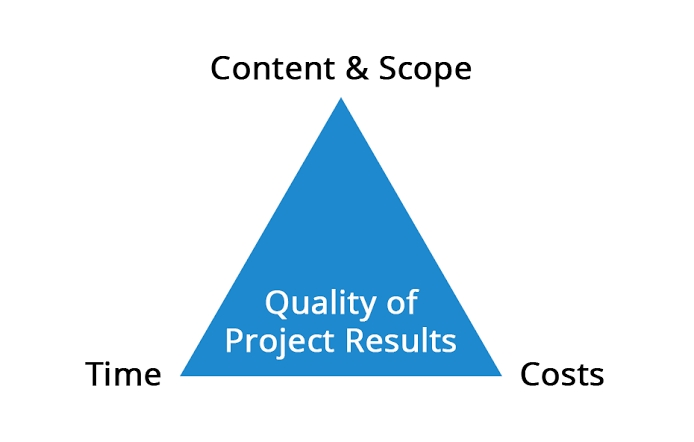 Content & Scope
Quality of
Project Results
Time
Costs